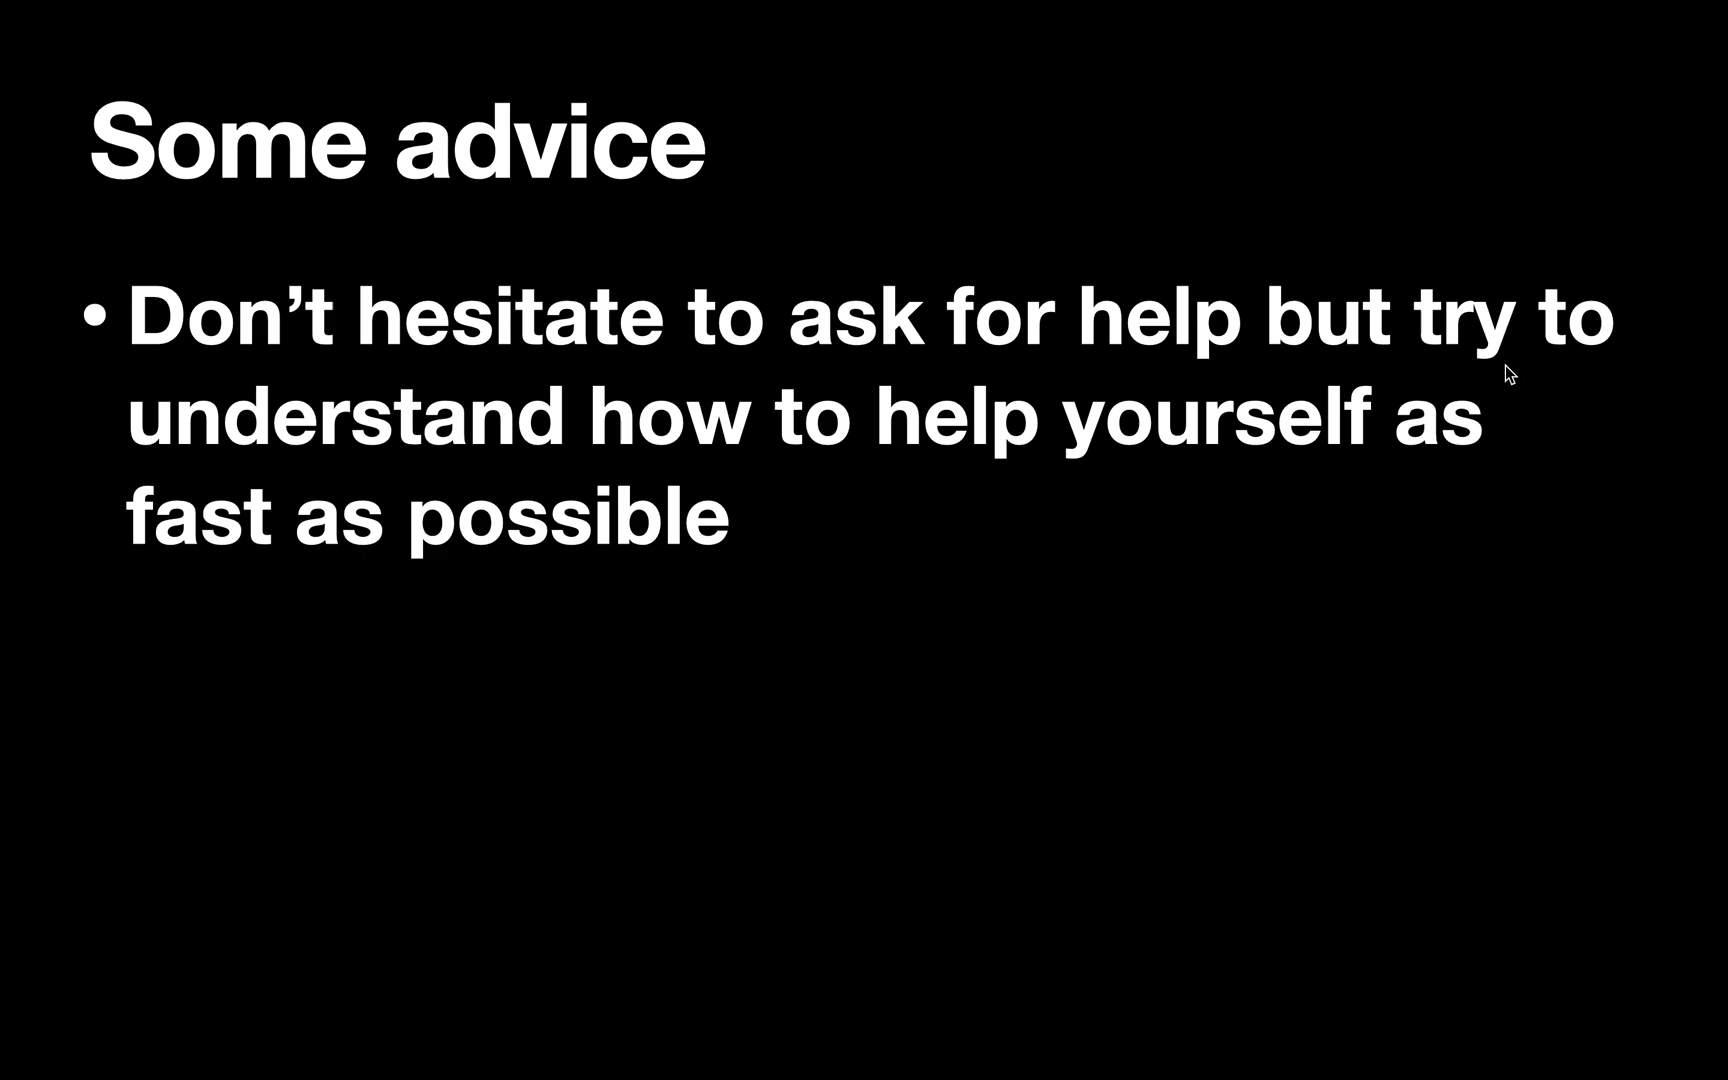 Some advice
• Don’t hesitate to ask for help but try to
understand how to help yourself as
fast as possible